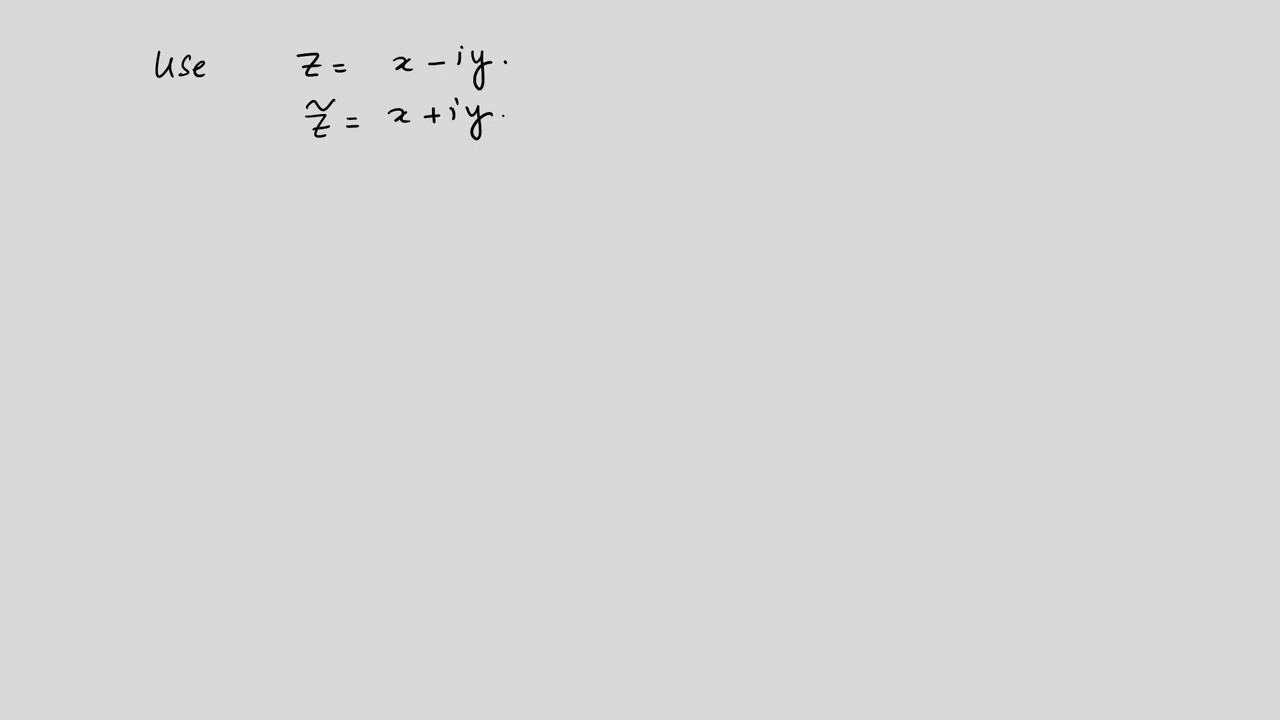 Use z = x - iy.
z̃ = x + iy.